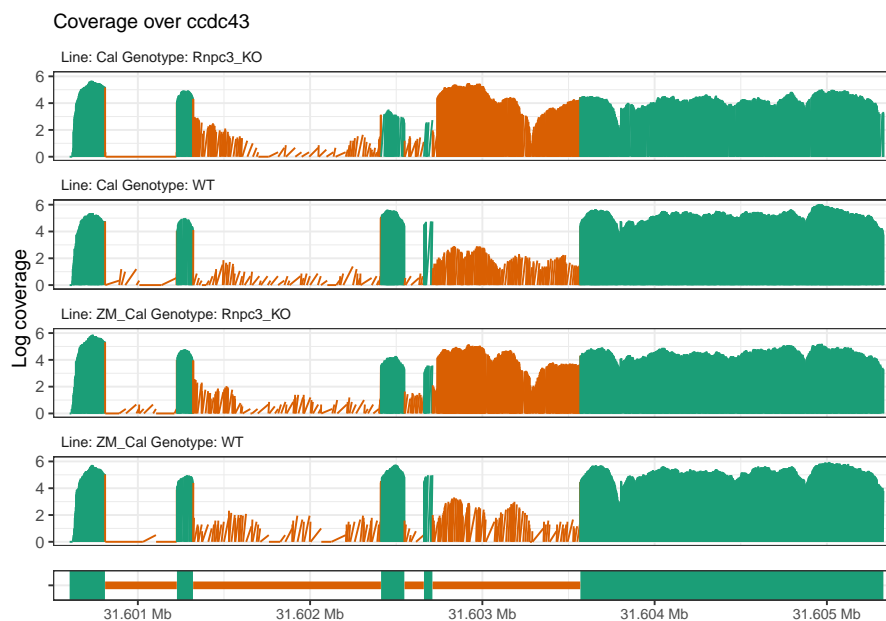 Coverage over ccdc43
Line: Cal Genotype: Rnpc3_KO
6
4
2
0
Line: Cal Genotype: WT
6
4
2
0
Log coverage
Line: ZM_Cal Genotype: Rnpc3_KO
6
4
2
0
Line: ZM_Cal Genotype: WT
6
4
2
0
31.601 Mb 31.602 Mb 31.603 Mb 31.604 Mb 31.605 Mb